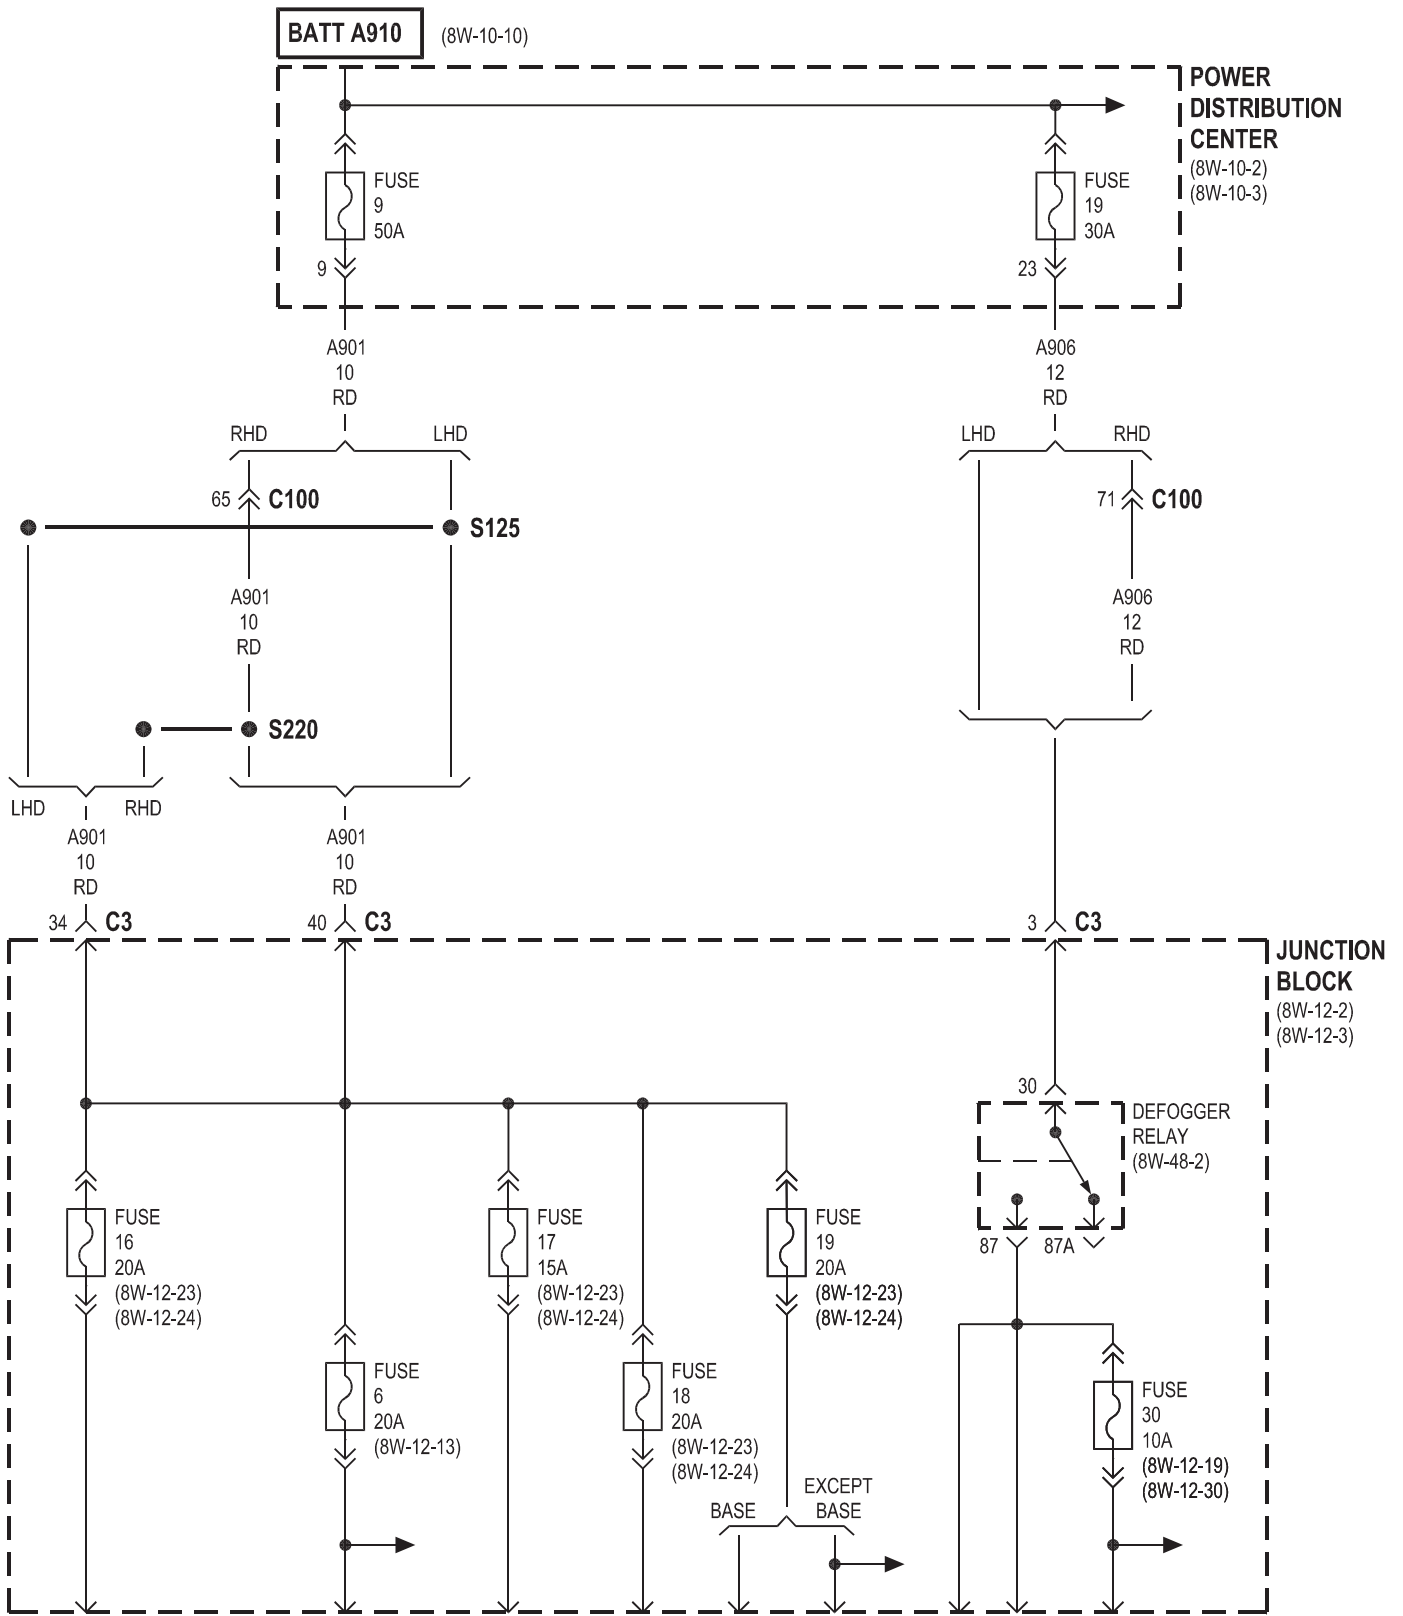 BATT A910 (8W-10-10)
POWER
DISTRIBUTION
CENTER
(8W-10-2)
(8W-10-3)
FUSE
9
50A
9
FUSE
19
30A
23
A901
10
RD
A906
12
RD
RHD LHD
LHD RHD
65 C100
71 C100
S125
A901
10
RD
A906
12
RD
S220
LHD RHD
A901
10
RD
A901
10
RD
34 C3
40 C3
3 C3
JUNCTION
BLOCK
(8W-12-2)
(8W-12-3)
30
DEFOGGER
RELAY
(8W-48-2)
87 87A
FUSE
16
20A
(8W-12-23)
(8W-12-24)
FUSE
17
15A
(8W-12-23)
(8W-12-24)
FUSE
19
20A
(8W-12-23)
(8W-12-24)
FUSE
6
20A
(8W-12-13)
FUSE
18
20A
(8W-12-23)
(8W-12-24)
FUSE
30
10A
(8W-12-19)
(8W-12-30)
BASE
EXCEPT
BASE